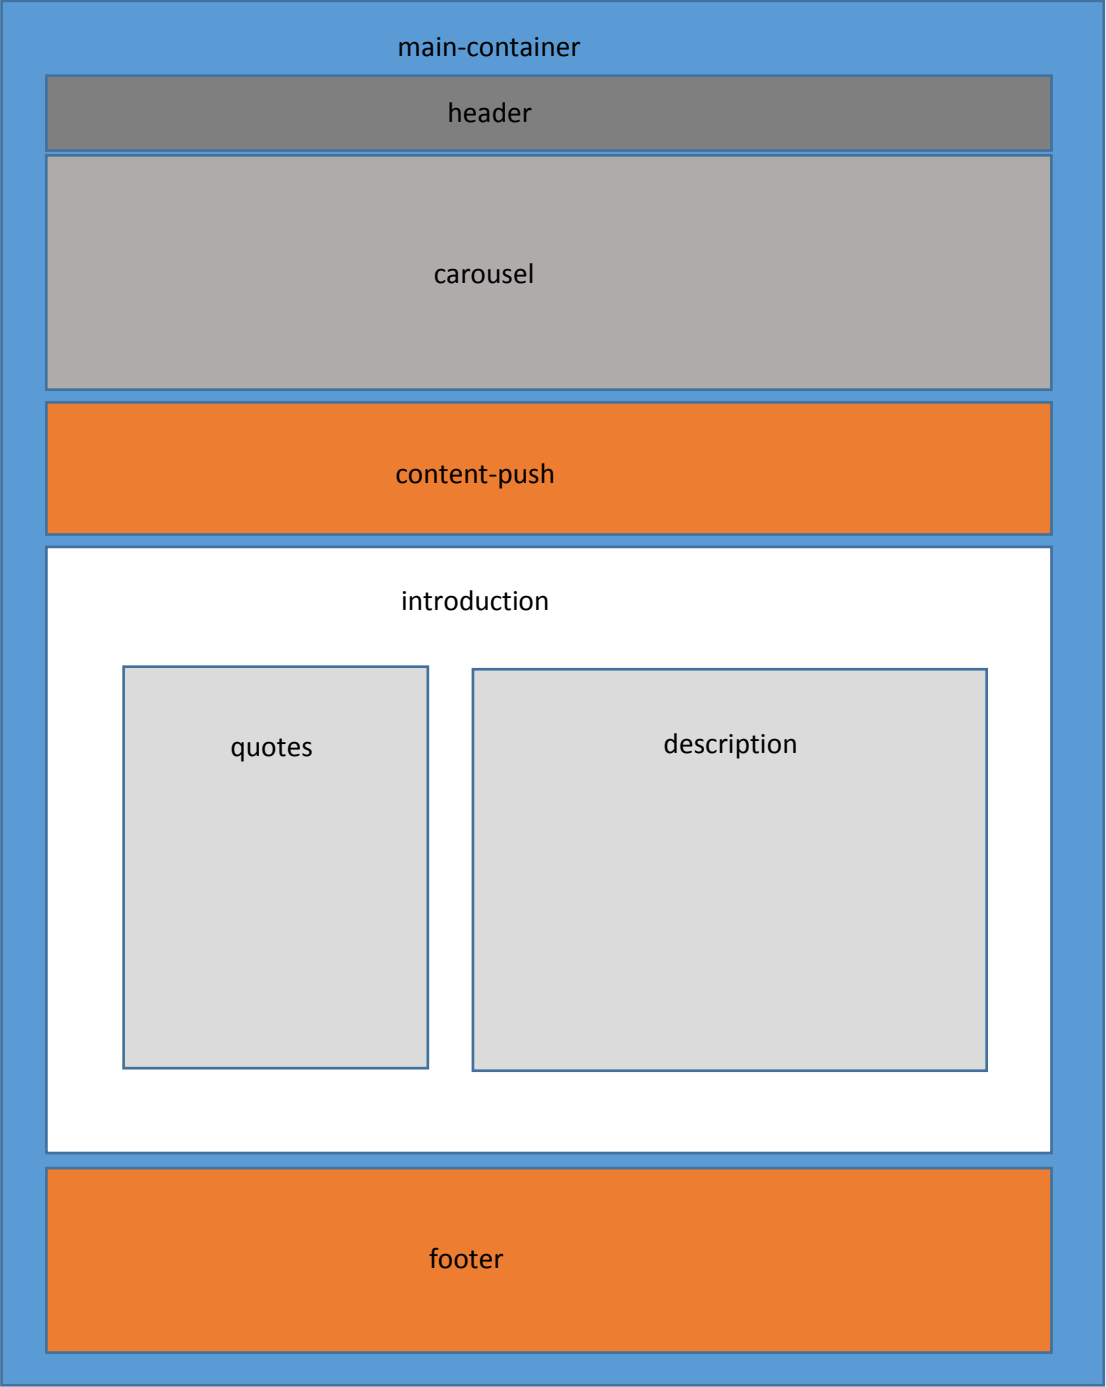 main-container
header
carousel
content-push
introduction
quotes
description
footer